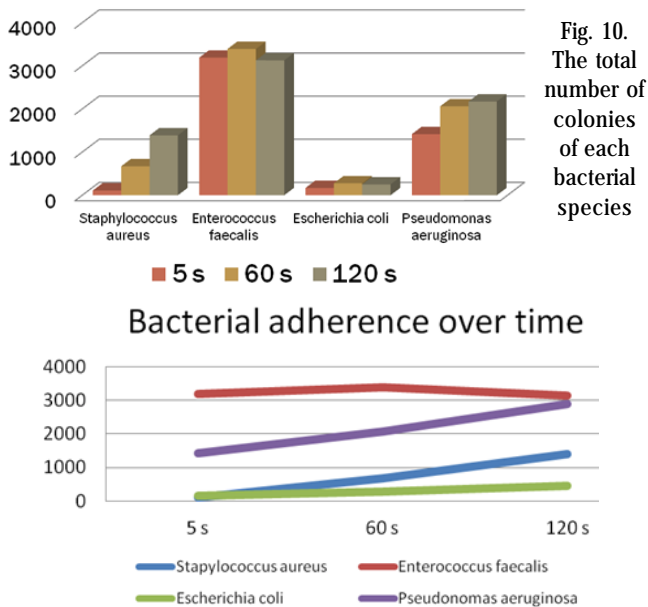 4000
3000
2000
1000
0
Staphylococcus
aureus
Enterococcus
faecalis
Escherichia coli
Pseudomonas
aeruginosa
5 s 60 s 120 s
Fig. 10.
The total
number of
colonies
of each
bacterial
species
Bacterial adherence over time
4000
3000
2000
1000
0
5 s 60 s 120 s
Stapylococcus aureus Enterococcus faecalis
Escherichia coli Pseudonomas aeruginosa